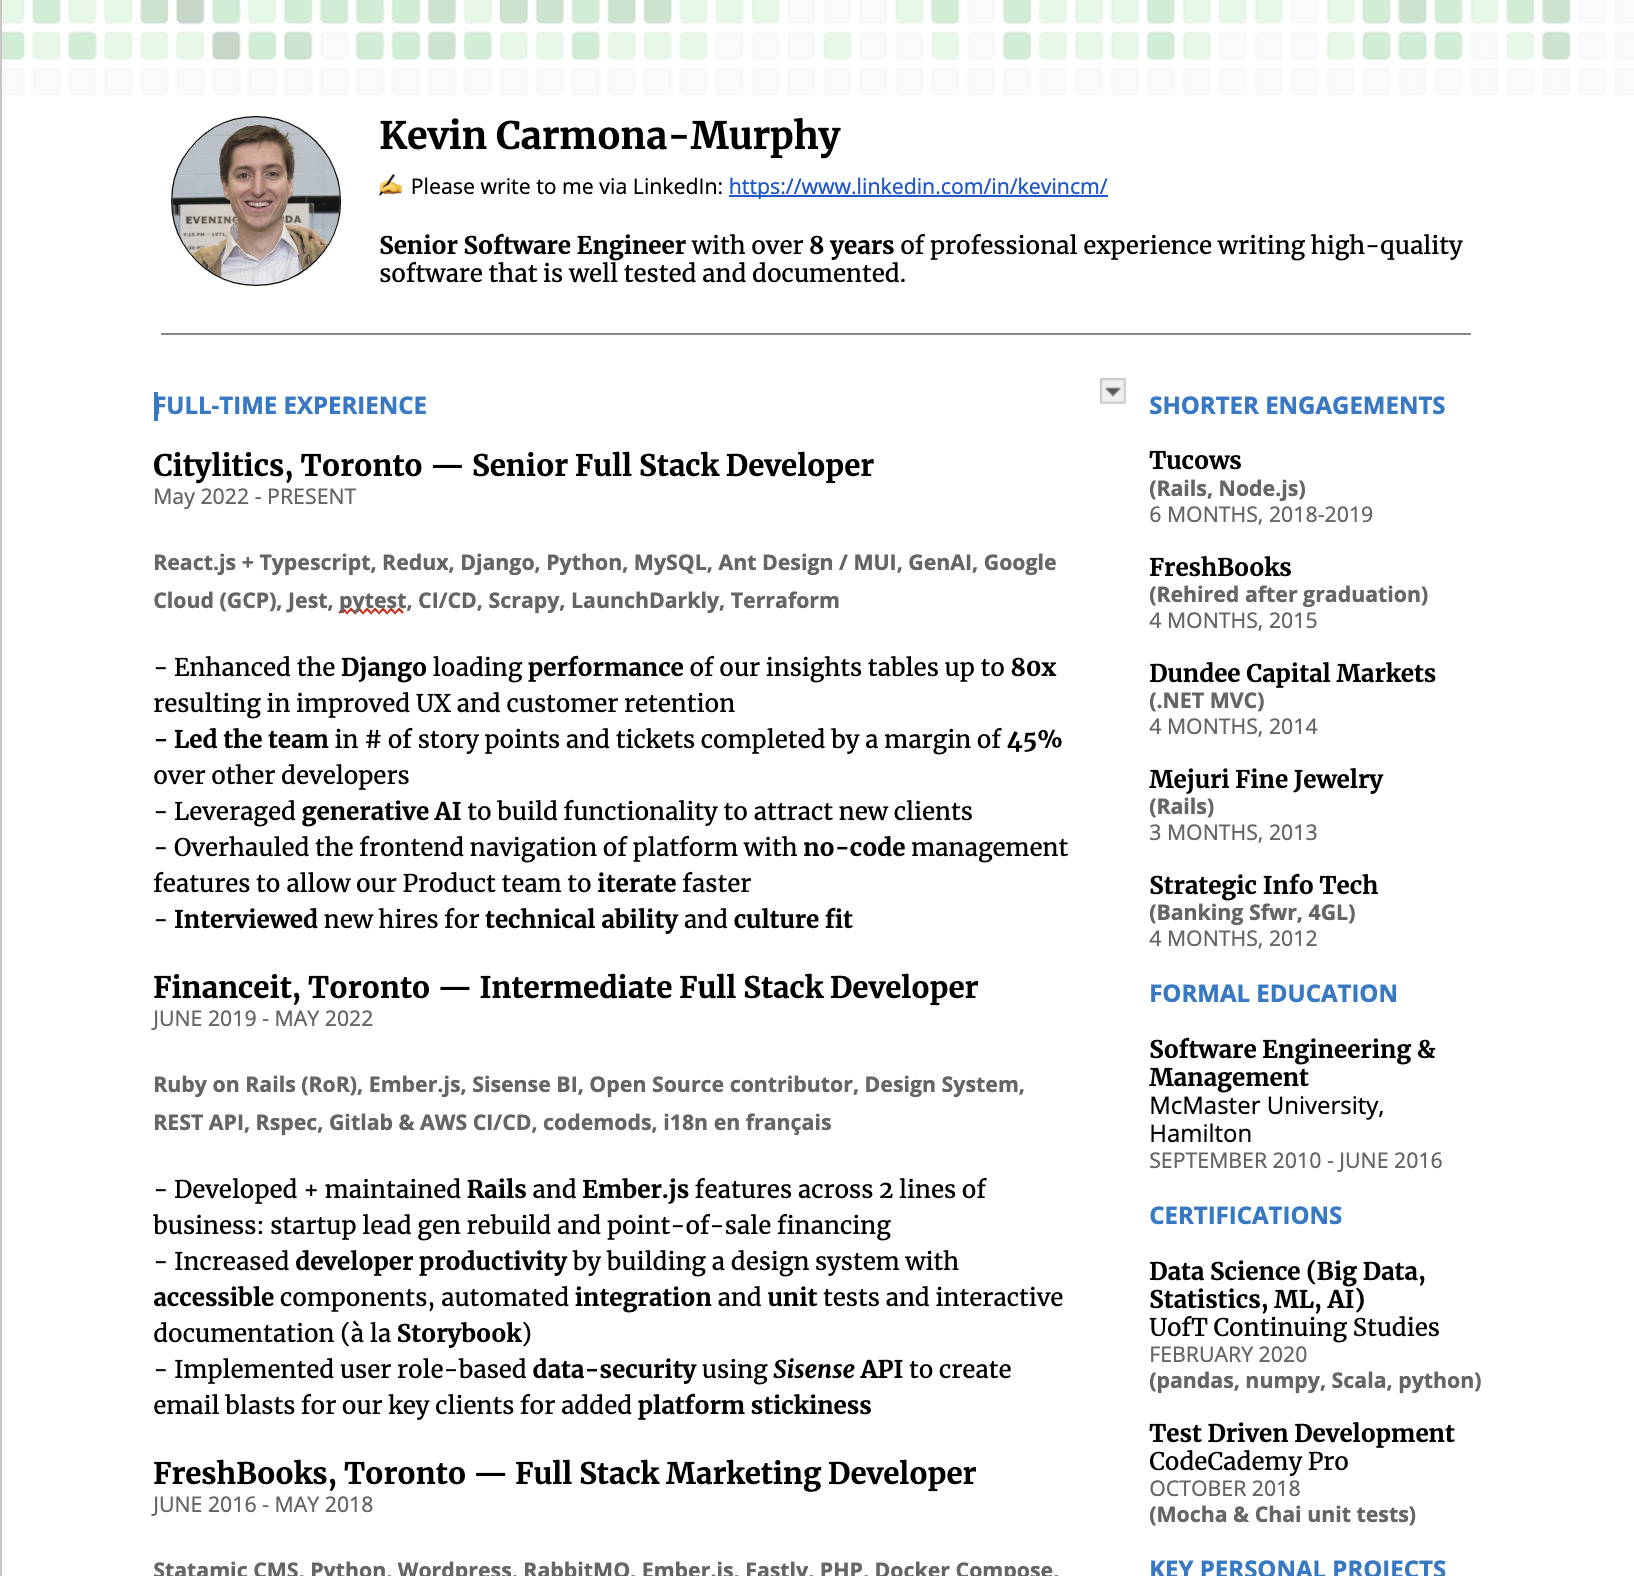 Kevin Carmona-Murphy
✍️ Please write to me via LinkedIn: https://www.linkedin.com/in/kevincm/
Senior Software Engineer with over 8 years of professional experience writing high-quality
software that is well tested and documented.
EVENING
DA
FULL-TIME EXPERIENCE
Citylitics, Toronto — Senior Full Stack Developer
May 2022 - PRESENT
React.js + Typescript, Redux, Django, Python, MySQL, Ant Design / MUI, GenAI, Google
Cloud (GCP), Jest, pytest, CI/CD, Scrapy, LaunchDarkly, Terraform
- Enhanced the Django loading performance of our insights tables up to 80x
resulting in improved UX and customer retention
- Led the team in # of story points and tickets completed by a margin of 45%
over other developers
- Leveraged generative AI to build functionality to attract new clients
- Overhauled the frontend navigation of platform with no-code management
features to allow our Product team to iterate faster
- Interviewed new hires for technical ability and culture fit
Financeit, Toronto — Intermediate Full Stack Developer
JUNE 2019 - MAY 2022
Ruby on Rails (RoR), Ember.js, Sisense BI, Open Source contributor, Design System,
REST API, Rspec, Gitlab & AWS CI/CD, codemods, i18n en français
- Developed + maintained Rails and Ember.js features across 2 lines of
business: startup lead gen rebuild and point-of-sale financing
- Increased developer productivity by building a design system with
accessible components, automated integration and unit tests and interactive
documentation (à la Storybook)
- Implemented user role-based data-security using Sisense API to create
email blasts for our key clients for added platform stickiness
FreshBooks, Toronto — Full Stack Marketing Developer
JUNE 2016 - MAY 2018
Statamic CMS, Python, Wordpress, RabbitMQ, Ember.js, Fastly, PHP, Docker Compose,
SHORTER ENGAGEMENTS
Tucows
(Rails, Node.js)
6 MONTHS, 2018-2019
FreshBooks
(Rehired after graduation)
4 MONTHS, 2015
Dundee Capital Markets
(.NET MVC)
4 MONTHS, 2014
Mejuri Fine Jewelry
(Rails)
3 MONTHS, 2013
Strategic Info Tech
(Banking Sfwr, 4GL)
4 MONTHS, 2012
FORMAL EDUCATION
Software Engineering &
Management
McMaster University,
Hamilton
SEPTEMBER 2010 - JUNE 2016
CERTIFICATIONS
Data Science (Big Data,
Statistics, ML, AI)
UofT Continuing Studies
FEBRUARY 2020
(pandas, numpy, Scala, python)
Test Driven Development
CodeCademy Pro
OCTOBER 2018
(Mocha & Chai unit tests)
KEY PERSONAL PROJECTS